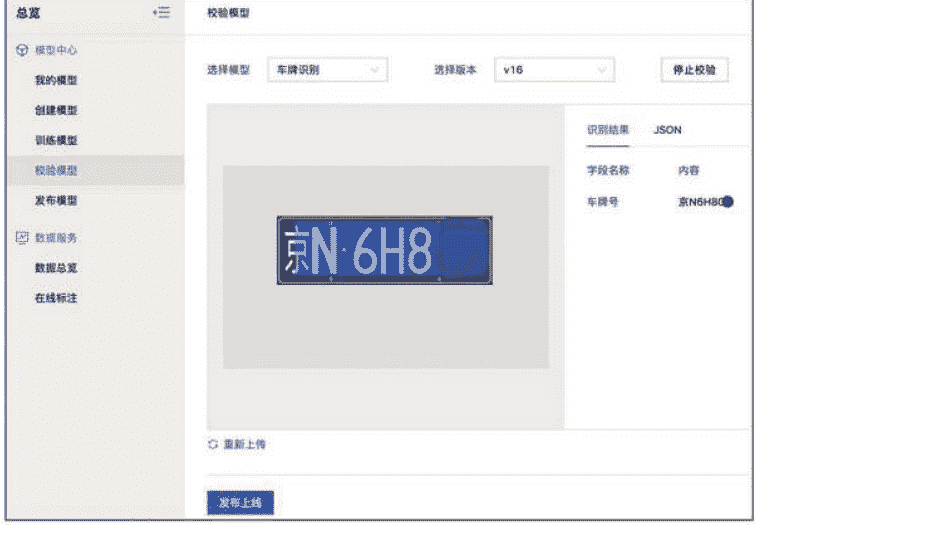 总览
校验模型
模型中心
我的模型
创建模型
训练模型
校验模型
发布模型
数据服务
数据总览
在线标注
选择模型 车牌识别 选择版本 v16 停止校验
京N·6H8
识别结果 JSON
字段名称 内容
车牌号 京N6H8
重新上传
发布上线